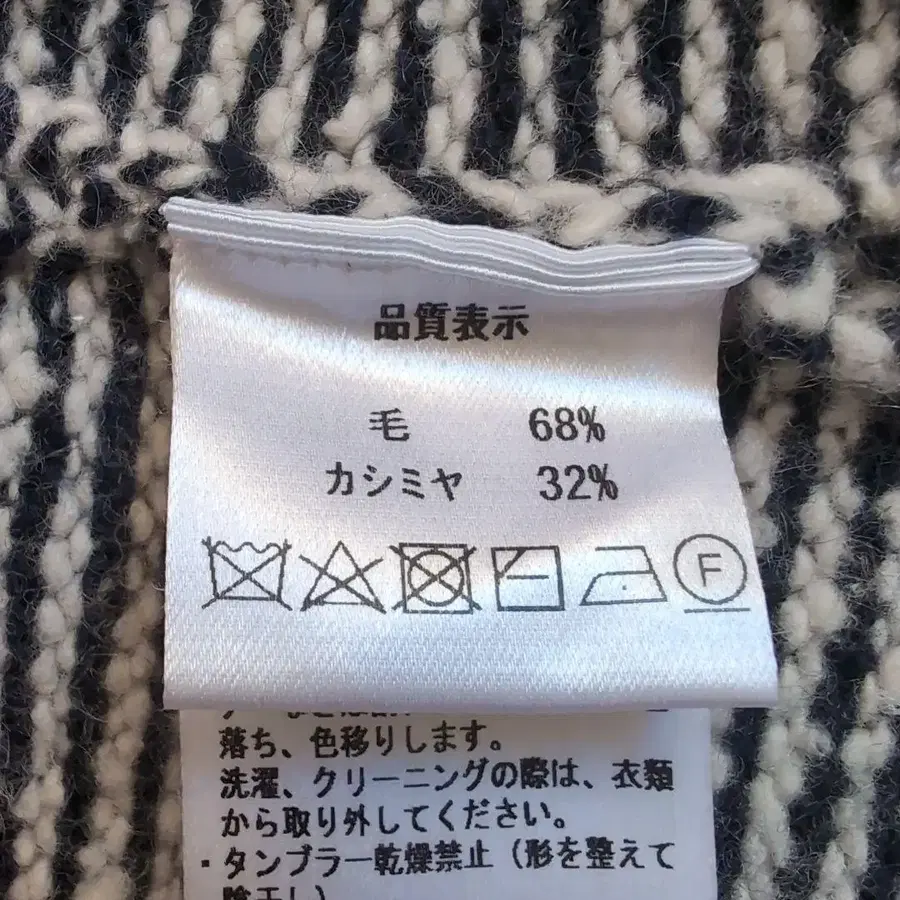 品質表示
毛 68%
カシミヤ 32%
F
落ち、色移りします。
洗濯、クリーニングの際は、衣類
から取り外してください。
・タンブラー乾燥禁止（形を整えて
陰干し）